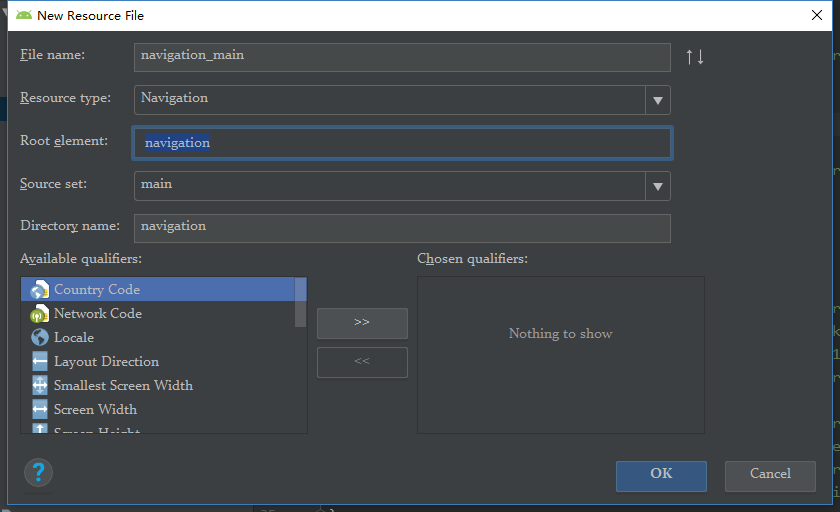 New Resource File
File name: navigation_main
Resource type: Navigation
Root element: navigation
Source set: main
Directory name: navigation
Available qualifiers: Chosen qualifiers:
Country Code
Network Code
Locale
Layout Direction
Smallest Screen Width
Screen Width
Screen Height
>>
<<
Nothing to show
?
OK Cancel